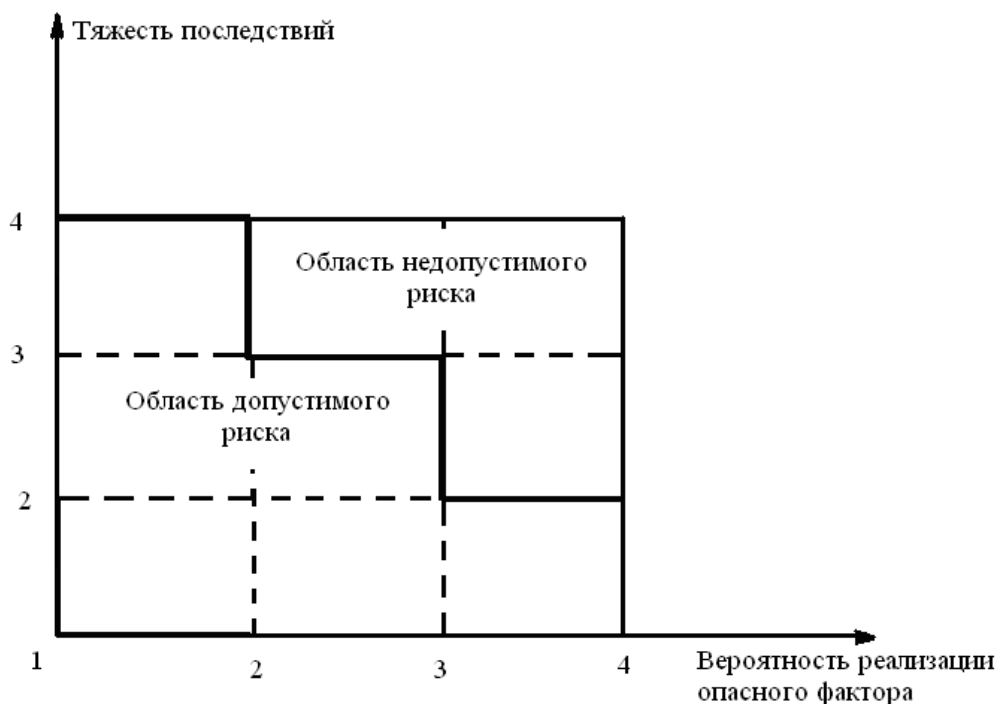 Тяжесть последствий
4
Область недопустимого
риска
3
Область допустимого
риска
2
1
2
3
4
Вероятность реализации
опасного фактора